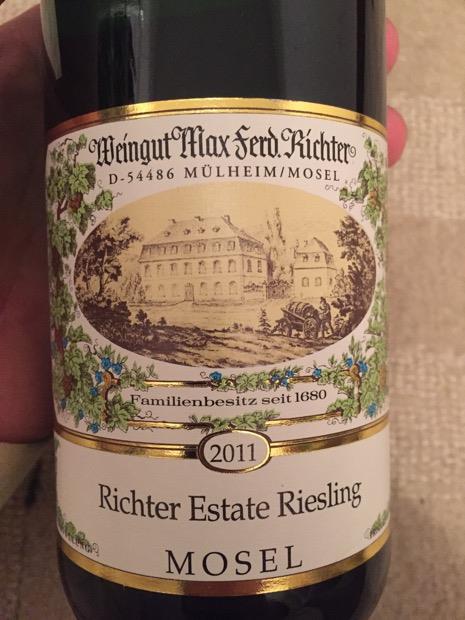 Weingut Max Ferd. Richter
D-54486 MÜLHEIM/MOSEL
Familienbesitz seit 1680
2011
Richter Estate Riesling
MOSEL